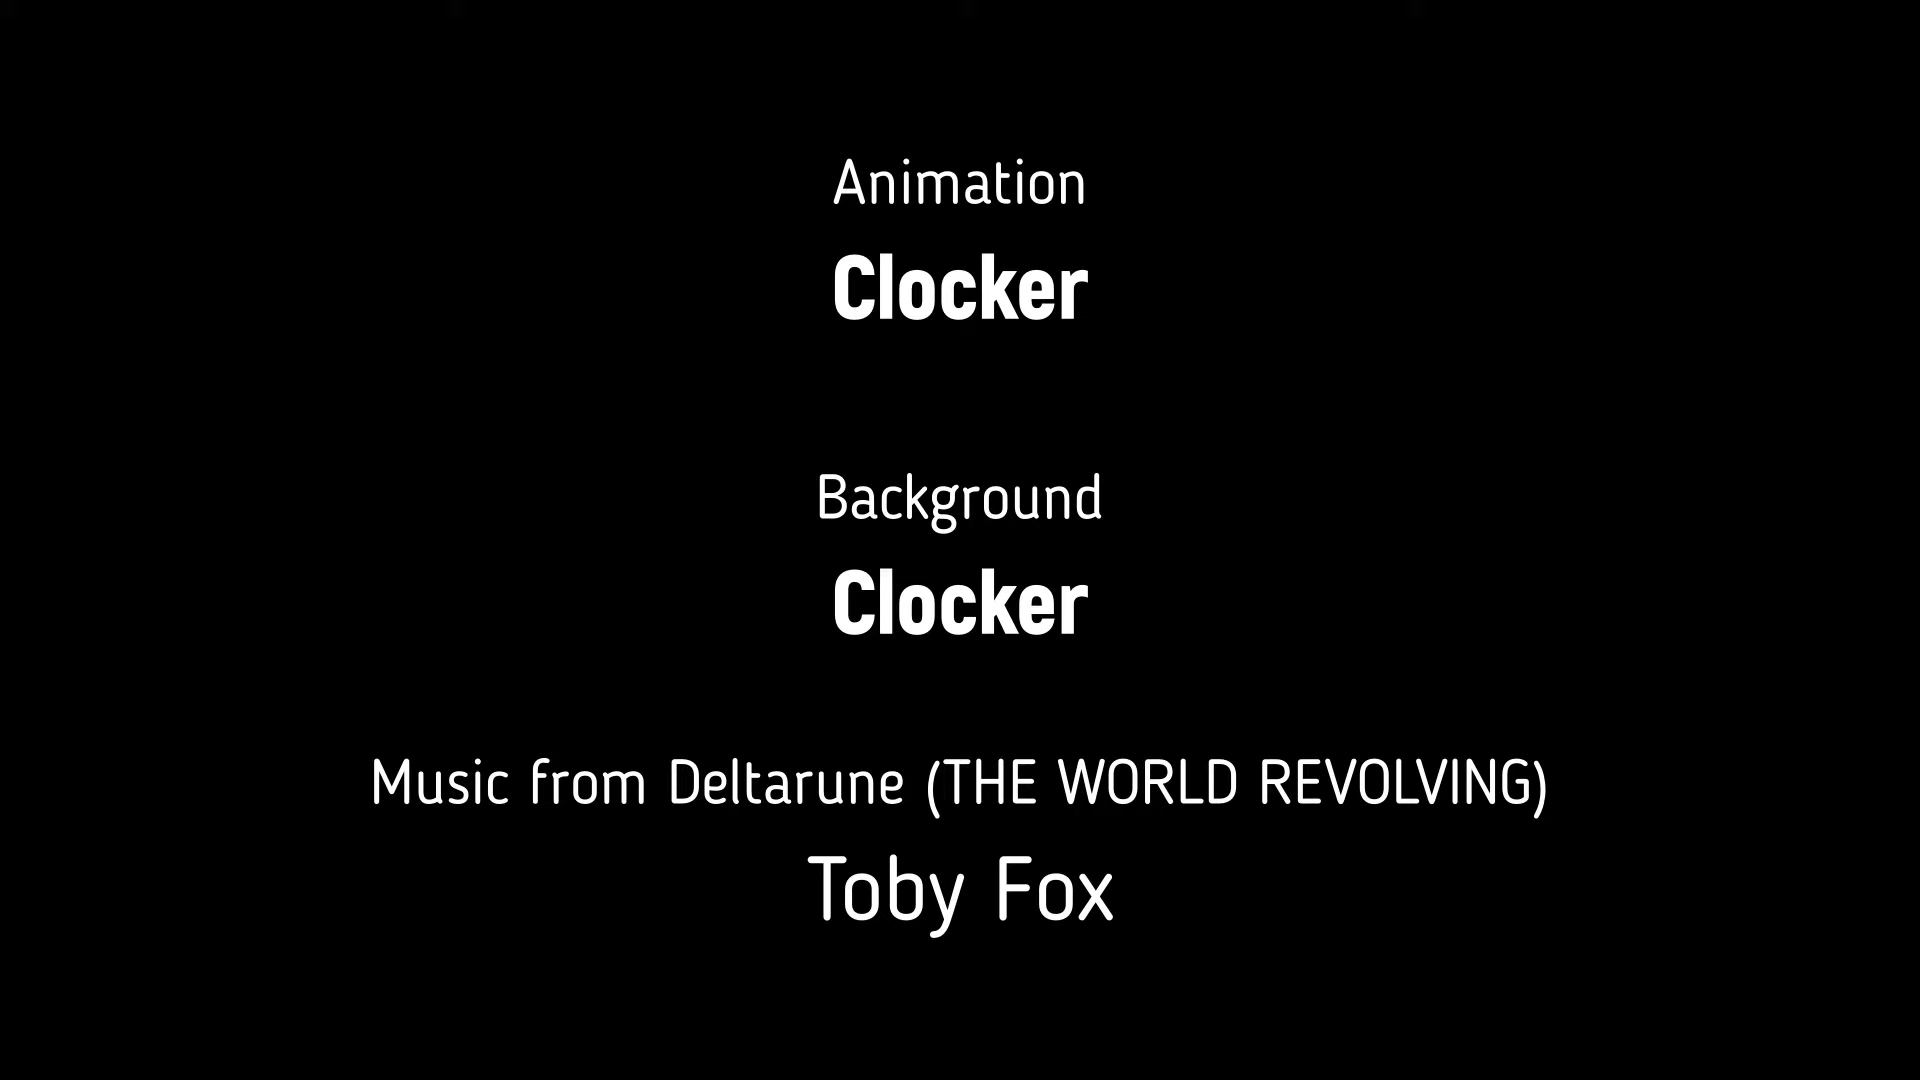 Animation
Clocker
Background
Clocker
Music from Deltarune (THE WORLD REVOLVING)
Toby Fox